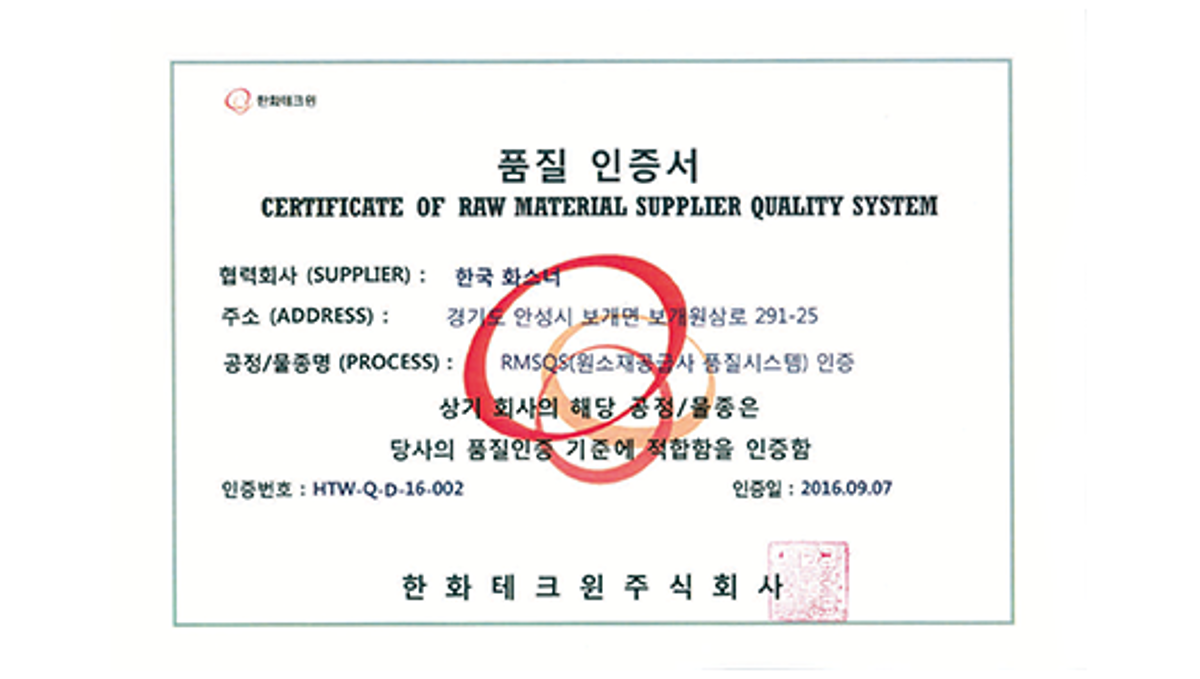 한화테크윈
품질 인증서
CERTIFICATE OF RAW MATERIAL SUPPLIER QUALITY SYSTEM
협력회사 (SUPPLIER) : 한국 화스너
주소 (ADDRESS) : 경기도 안성시 보개면 보개원삼로 291-25
공정/물종명 (PROCESS) : RMSQS(원소재공급사 품질시스템) 인증
상기 회사의 해당 공정/물종은
당사의 품질인증 기준에 적합함을 인증함
인증번호 : HTW-Q-D-16-002 인증일 : 2016.09.07
한화테크윈주식회사